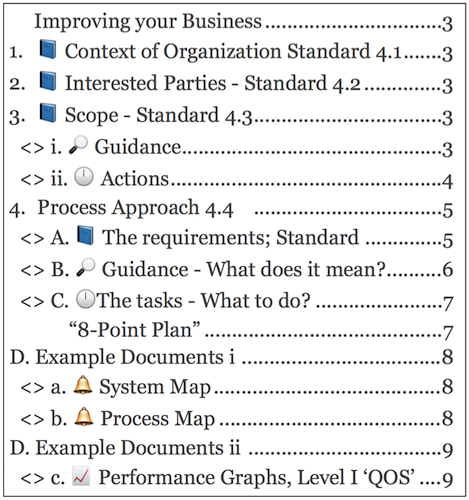 Improving your Business..............................3
1. 📘 Context of Organization Standard 4.1......3
2. 📘 Interested Parties - Standard 4.2 .............3
3. 📘 Scope - Standard 4.3................................3
<> i. 🔎 Guidance...........................................3
<> ii. 🕛 Actions.............................................4
4. Process Approach 4.4 ................................5
<> A. 📘 The requirements; Standard ............5
<> B. 🔎 Guidance - What does it mean?.........6
<> C. 🕛The tasks - What to do? .....................7
“8-Point Plan” ........................................7
D. Example Documents i .................................8
<> a. 🔔 System Map ......................................8
<> b. 🔔 Process Map .....................................8
D. Example Documents ii ................................9
<> c. 📈 Performance Graphs, Level I ‘QOS’ ....9